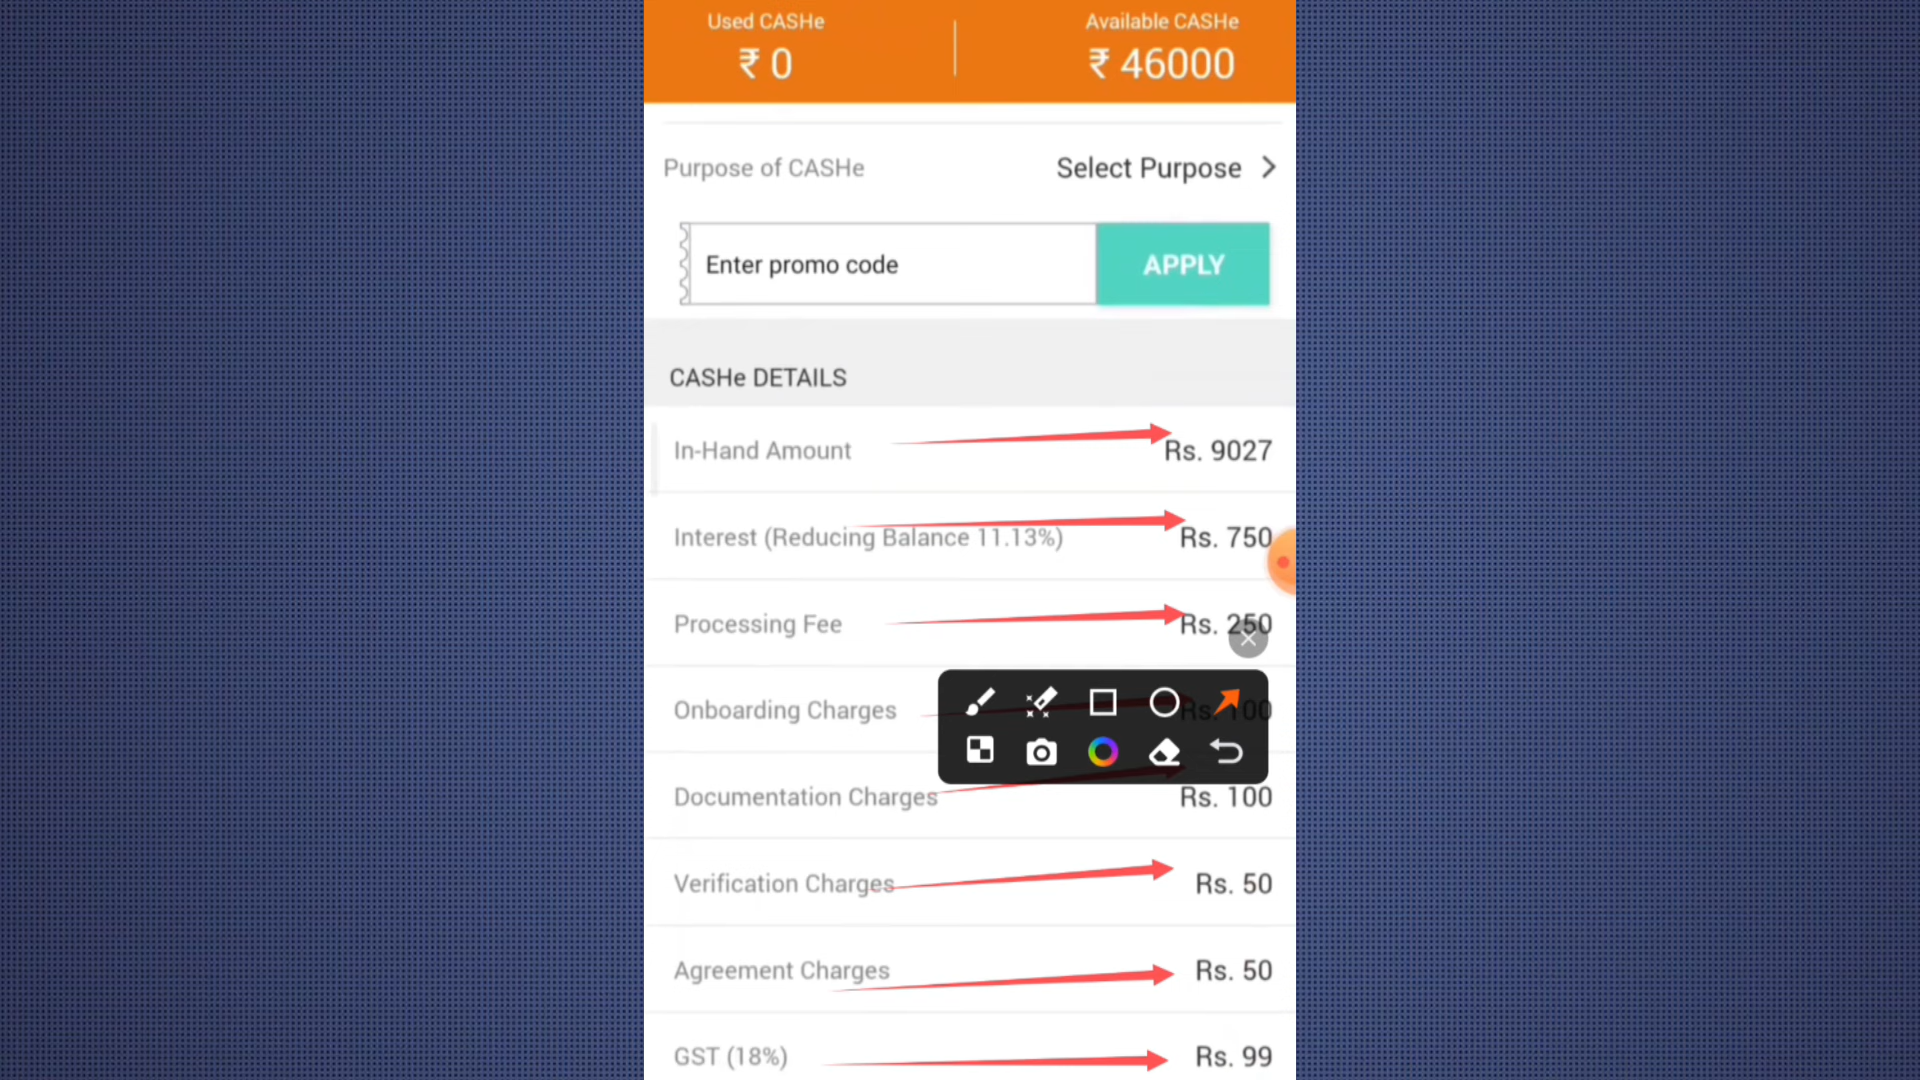 Used CASHe
Available CASHe
₹ 0
₹ 46000
Purpose of CASHe
Select Purpose
Enter promo code
APPLY
CASHe DETAILS
In-Hand Amount
Rs. 9027
Interest (Reducing Balance 11.13%)
Rs. 750
Processing Fee
Rs. 250
Onboarding Charges
Rs. 100
Documentation Charges
Rs. 100
Verification Charges
Rs. 50
Agreement Charges
Rs. 50
GST (18%)
Rs. 99